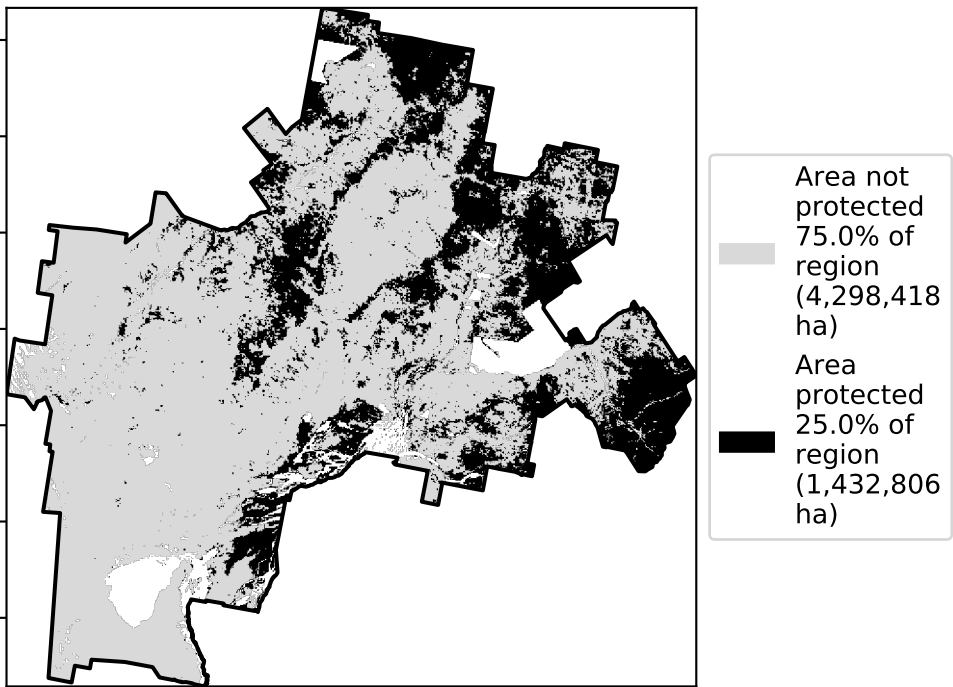 Area not
protected
75.0% of
region
(4,298,418
ha)
Area
protected
25.0% of
region
(1,432,806
ha)